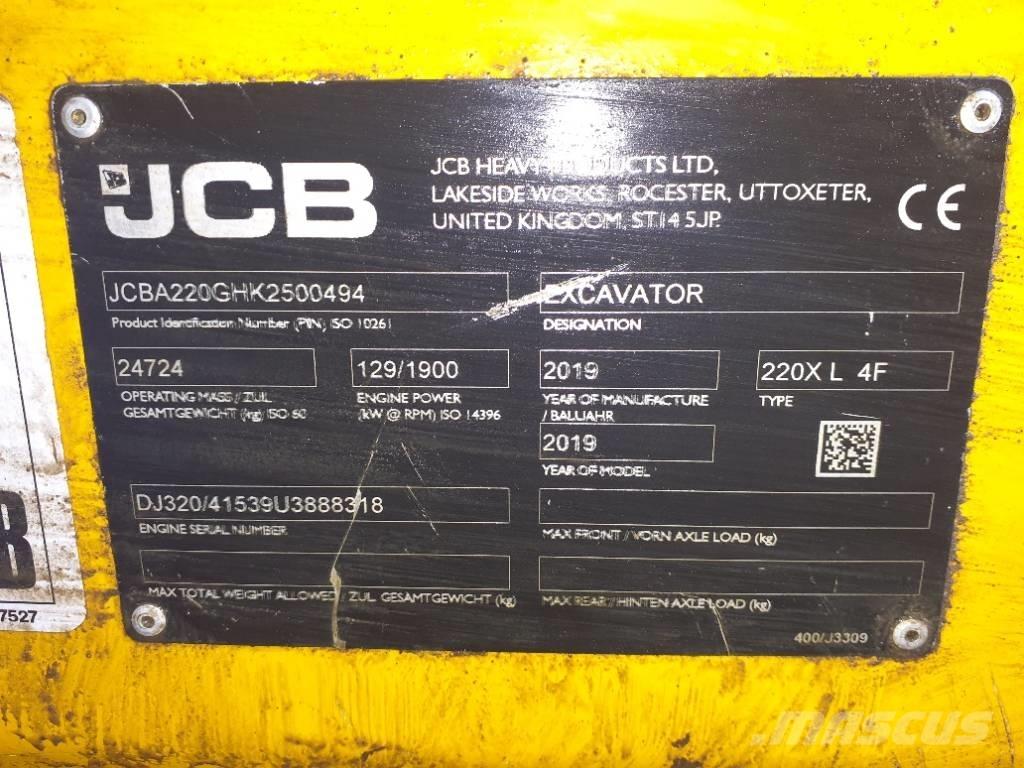 JCB
JCB HEAVY PRODUCTS LTD,
LAKESIDE WORKS, ROCESTER, UTTOXETER,
UNITED KINGDOM, ST14 5JP.
CE
JCBA220GHK2500494
Product Identification Number (PIN) ISO 10261
EXCAVATOR
DESIGNATION
24724
OPERATING MASS / ZUL
GESAMTGEWICHT (kg) ISO 60
129/1900
ENGINE POWER
(kW @ RPM) ISO 14396
2019
YEAR OF MANUFACTURE
/ BAUJAHR
220X L 4F
TYPE
2019
YEAR OF MODEL
DJ320/41539U3888318
ENGINE SERIAL NUMBER
MAX FRONT / VORN AXLE LOAD (kg)
MAX TOTAL WEIGHT ALLOWED / ZUL GESAMTGEWICHT (kg)
MAX REAR / HINTEN AXLE LOAD (kg)
400/J3309
B
7527
mascus